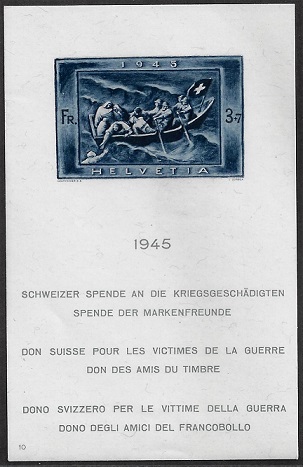 1945
FR. 3+7
HELVETIA
1945
SCHWEIZER SPENDE AN DIE KRIEGSGESCHÄDIGTEN
SPENDE DER MARKENFREUNDE
DON SUISSE POUR LES VICTIMES DE LA GUERRE
DON DES AMIS DU TIMBRE
DONO SVIZZERO PER LE VITTIME DELLA GUERRA
DONO DEGLI AMICI DEL FRANCOBOLLO
10